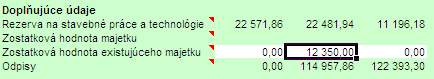 Doplňujúce údaje
Rezerva na stavebné práce a technológie 22 571,86 22 481,94 11 196,18
Zostatková hodnota majetku
Zostatková hodnota existujúceho majetku 0,00 12 350,00 0,00
Odpisy 0,00 114 957,86 122 393,30